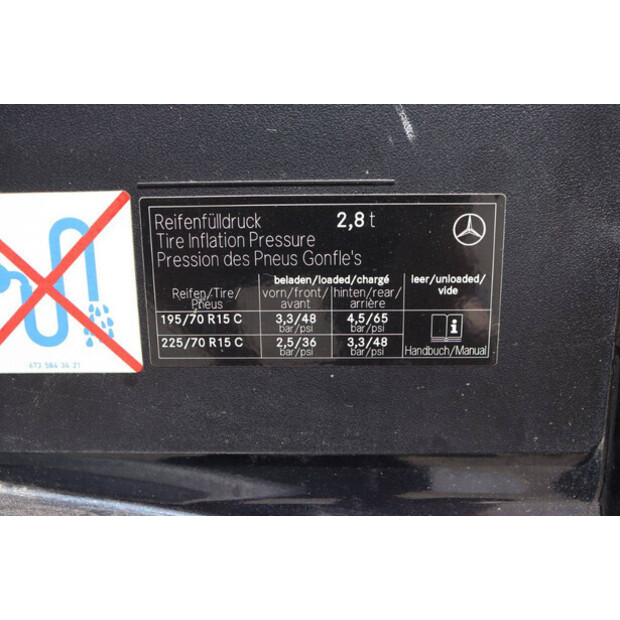 Reifenfülldruck 2,8 t
Tire Inflation Pressure
Pression des Pneus Gonfle's
beladen/loaded/chargé leer/unloaded/
Reifen/Tire/ vorn/front/ hinten/rear/ vide
Pneus avant arrière
195/70 R15 C 3,3/48 4,5/65
bar/psi bar/psi
225/70 R15 C 2,5/36 3,3/48
bar/psi bar/psi Handbuch/Manual
673 584 34 21